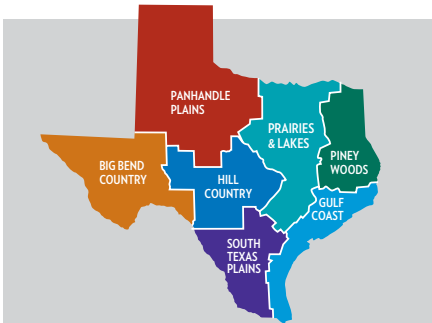 PANHANDLE
PLAINS
PRAIRIES
& LAKES
PINEY
WOODS
BIG BEND
COUNTRY
HILL
COUNTRY
GULF
COAST
SOUTH
TEXAS
PLAINS